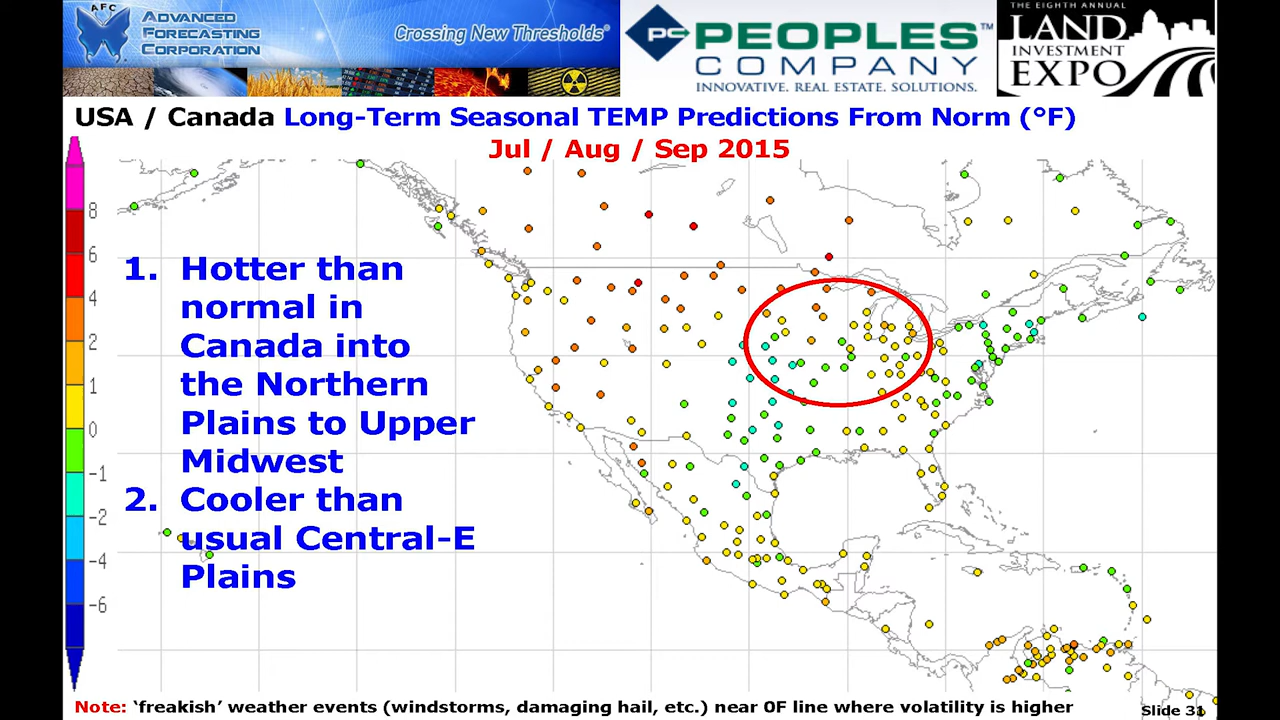 AFC
ADVANCED
FORECASTING
CORPORATION
Crossing New Thresholds®
PC PEOPLES™
COMPANY
INNOVATIVE. REAL ESTATE. SOLUTIONS.
THE EIGHTH ANNUAL
LAND
INVESTMENT
EXPO
USA / Canada Long-Term Seasonal TEMP Predictions From Norm (°F)
Jul / Aug / Sep 2015
8
6
4
2
1
0
-1
-2
-4
-6
1. Hotter than
normal in
Canada into
the Northern
Plains to Upper
Midwest
2. Cooler than
usual Central-E
Plains
Note: ‘freakish’ weather events (windstorms, damaging hail, etc.) near 0F line where volatility is higher
Slide 31